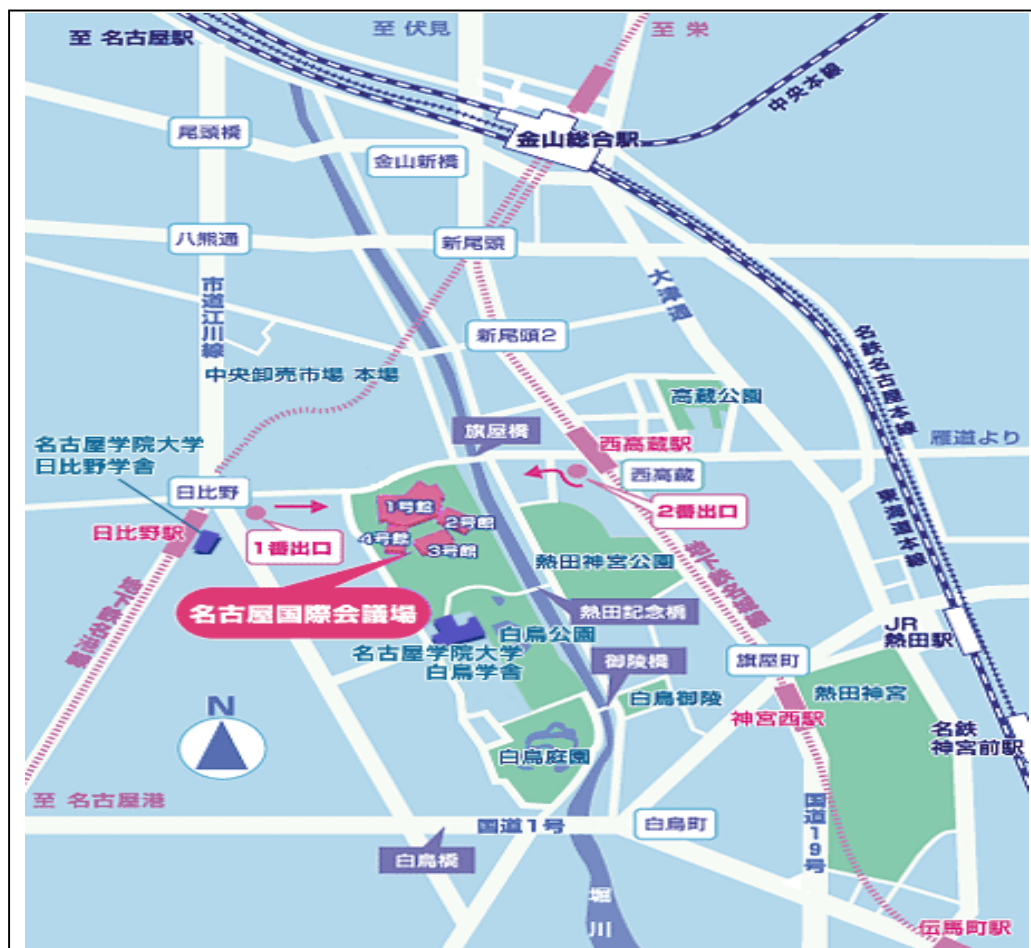 至 名古屋駅
至 伏見
至 栄
中央本線
尾頭橋
金山新橋
金山総合駅
八熊通
新尾頭
市道江川線
大津通
新尾頭2
名鉄名古屋本線
中央卸売市場 本場
高蔵公園
旗屋橋
西高蔵駅
雁道より
名古屋学院大学
日比野学舎
西高蔵
日比野
1号館
2号館
2番出口
東海道本線
日比野駅
1番出口
4号館
3号館
熱田神宮公園
地下鉄名城線
地下鉄名港線
名古屋国際会議場
熱田記念橋
白鳥公園
JR
熱田駅
名古屋学院大学
白鳥学舎
御陵橋
旗屋町
白鳥御陵
熱田神宮
神宮西駅
N
名鉄
神宮前駅
白鳥庭園
至 名古屋港
国道1号
白鳥町
国道19号
白鳥橋
堀川
伝馬町駅